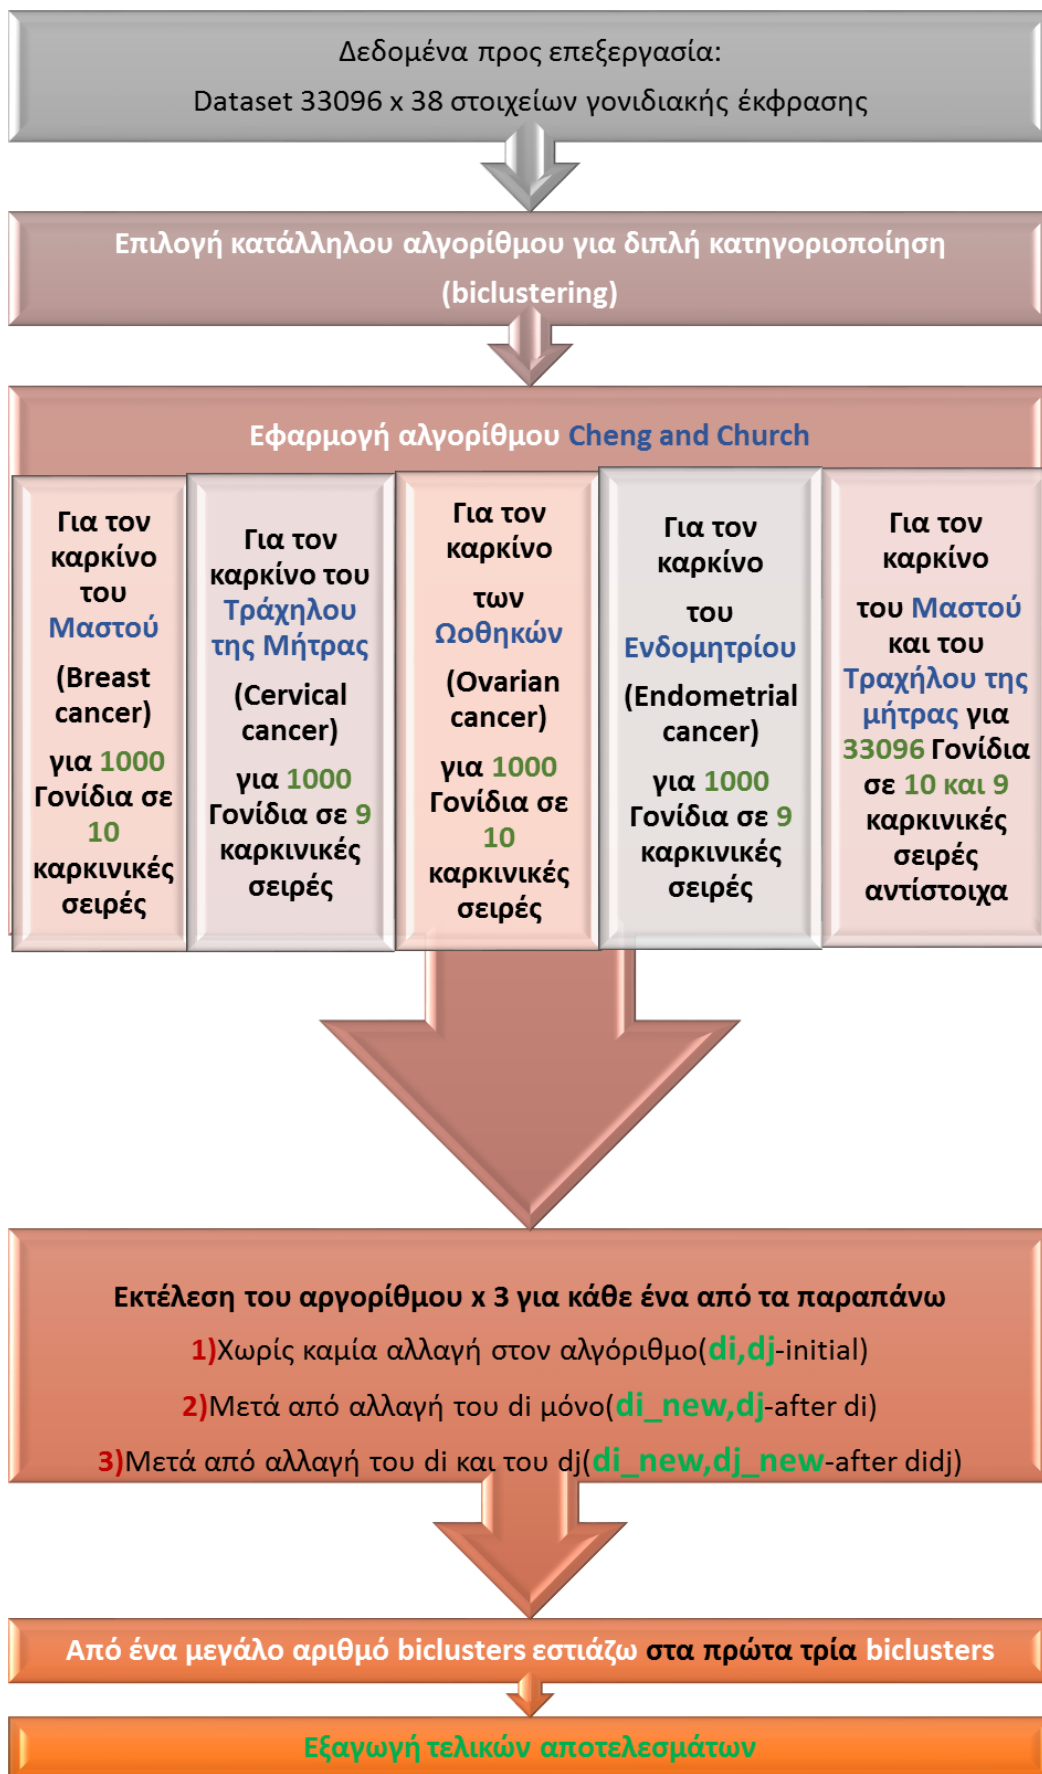 Δεδομένα προς επεξεργασία:
Dataset 33096 x 38 στοιχείων γονιδιακής έκφρασης
Επιλογή κατάλληλου αλγορίθμου για διπλή κατηγοριοποίηση
(biclustering)
Εφαρμογή αλγορίθμου Cheng and Church
Για τον
καρκίνο
του
Μαστού
(Breast
cancer)
για 1000
Γονίδια σε
10
καρκινικές
σειρές
Για τον
καρκίνο του
Τράχηλου
της Μήτρας
(Cervical
cancer)
για 1000
Γονίδια σε 9
καρκινικές
σειρές
Για τον
καρκίνο
των
Ωοθηκών
(Ovarian
cancer)
για 1000
Γονίδια σε
10
καρκινικές
σειρές
Για τον
καρκίνο
του
Ενδομητρίου
(Endometrial
cancer)
για 1000
Γονίδια σε 9
καρκινικές
σειρές
Για τον
καρκίνο
του Μαστού
και του
Τραχήλου της
μήτρας για
33096 Γονίδια
σε 10 και 9
καρκινικές
σειρές
αντίστοιχα
Εκτέλεση του αργορίθμου x 3 για κάθε ένα από τα παραπάνω
1)Χωρίς καμία αλλαγή στον αλγόριθμο(di,dj-initial)
2)Μετά από αλλαγή του di μόνο(di_new,dj-after di)
3)Μετά από αλλαγή του di και του dj(di_new,dj_new-after didj)
Από ένα μεγάλο αριθμό biclusters εστιάζω στα πρώτα τρία biclusters
Εξαγωγή τελικών αποτελεσμάτων